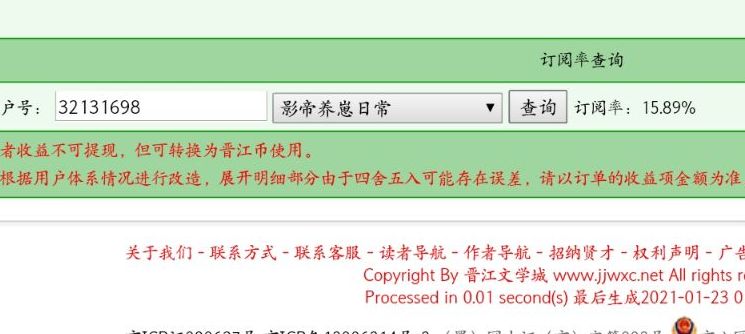 订阅率查询
户号： 32131698 影帝养崽日常 ▼ 查询 订阅率：15.89%
者收益不可提现，但可转换为晋江币使用。
根据用户体系情况进行改造，展开明细部分由于四舍五入可能存在误差，请以订单的收益项金额为准
关于我们 - 联系方式 - 联系客服 - 读者导航 - 作者导航 - 招纳贤才 - 权利声明 - 广告
Copyright By 晋江文学城 www.jjwxc.net All rights r
Processed in 0.01 second(s) 最后生成2021-01-23 0